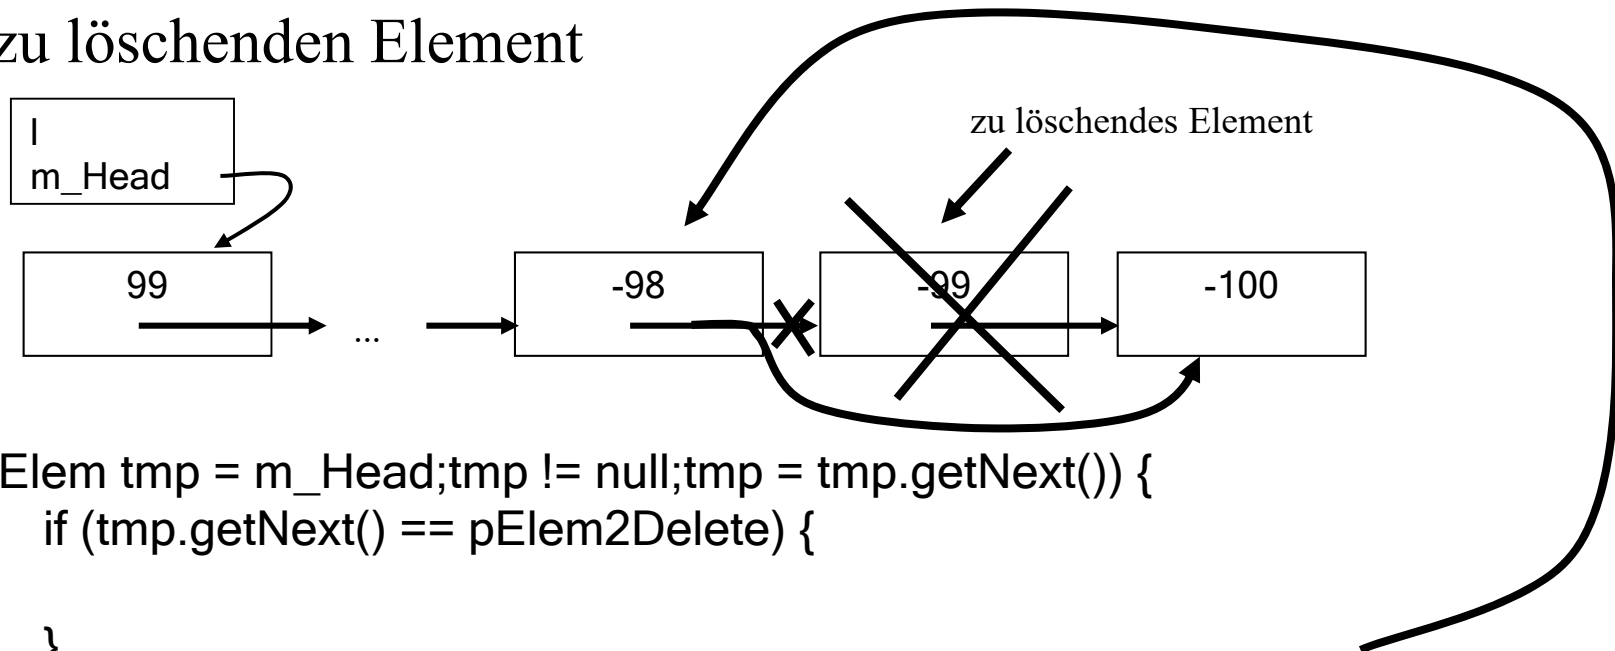 zu löschenden Element
l
m_Head
zu löschendes Element
99
...
-98
-99
-100
Elem tmp = m_Head;tmp != null;tmp = tmp.getNext()) {
if (tmp.getNext() == pElem2Delete) {
}